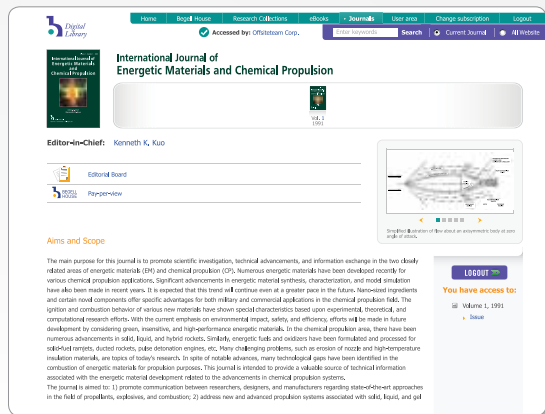 Digital
Library
Home
Begell House
Research Collections
eBooks
Journals
User area
Change subscription
Logout
Accessed by: Offsiteteam Corp.
Enter keywords
Search
Current Journal
All Website
International Journal of
Energetic Materials
and
Chemical Propulsion
International Journal of
Energetic Materials and Chemical Propulsion
Vol. 1
1991
Editor-in-Chief: Kenneth K. Kuo
Editorial Board
BEGELL
HOUSE
Pay-per-view
Simplified illustration of flow about an axisymmetric body at zero
angle of attack.
Aims and Scope
The main purpose for this journal is to promote scientific investigation, technical advancements, and information exchange in the two closely
related areas of energetic materials (EM) and chemical propulsion (CP). Numerous energetic materials have been developed recently for
various chemical propulsion applications. Significant advancements in energetic material synthesis, characterization, and model simulation
have also been made in recent years. It is expected that this trend will continue even at a greater pace in the future. Nano-sized ingredients
and certain novel components offer specific advantages for both military and commercial applications in the chemical propulsion field. The
ignition and combustion behavior of various new materials have shown special characteristics based upon experimental, theoretical, and
computational research efforts. With the current emphasis on environmental impact, safety, and efficiency, efforts will be made in future
development by considering green, insensitive, and high-performance energetic materials. In the chemical propulsion area, there have been
numerous advancements in solid, liquid, and hybrid rockets. Similarly, energetic fuels and oxidizers have been formulated and processed for
solid-fuel ramjets, ducted rockets, pulse detonation engines, etc. Many challenging problems, such as erosion of nozzle and high-temperature
insulation materials, are topics of today's research. In spite of notable advances, many technological gaps have been identified in the
combustion of energetic materials for propulsion purposes. This journal is intended to provide a valuable source of technical information
associated with the energetic material development related to the advancements in chemical propulsion systems.
The journal is aimed to: 1) promote communication between researchers, designers, and manufacturers regarding state-of-the-art approaches
in the field of propellants, explosives, and combustion; 2) address new and advanced propulsion systems associated with solid, liquid, and gel
LOGOUT
You have access to:
Volume 1, 1991
Issue